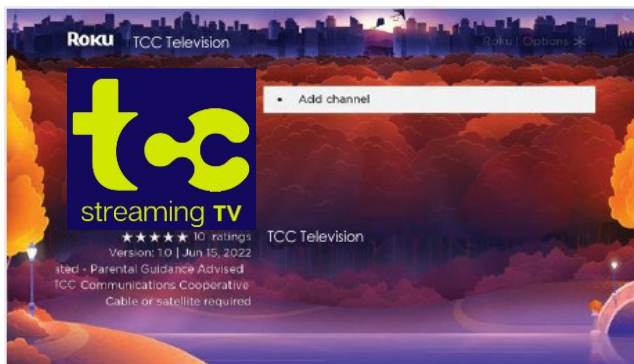 Roku TCC Television
Roku | Options
• Add channel
tcc
streaming TV
10 ratings
TCC Television
Version: 1.0 | Jun 15, 2022
ated - Parental Guidance Advised
TCC Communications Cooperative
Cable or satellite required